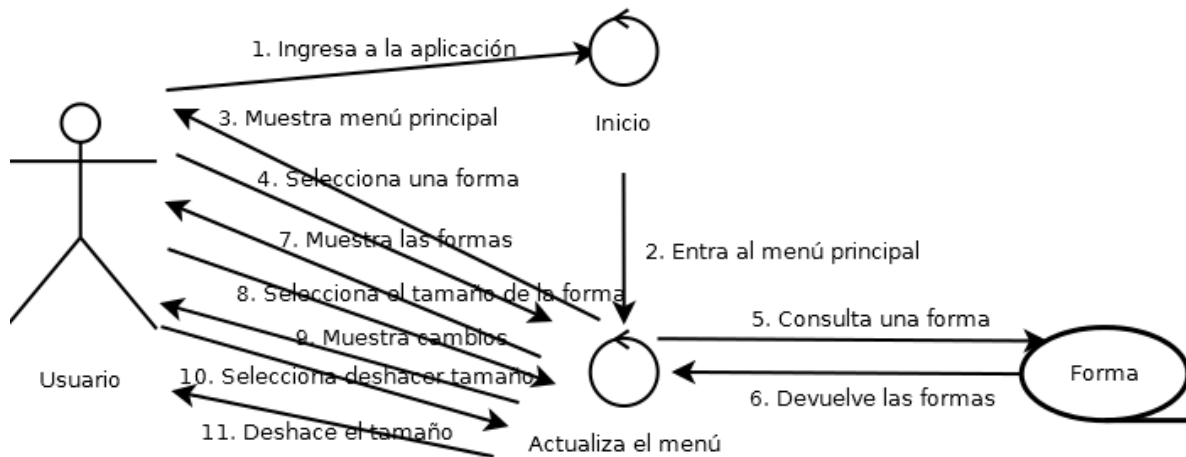 1. Ingresa a la aplicación
Inicio
3. Muestra menú principal
4. Selecciona una forma
7. Muestra las formas
2. Entra al menú principal
8. Selecciona el tamaño de la forma
5. Consulta una forma
9. Muestra cambios
Usuario
10. Selecciona deshacer tamaño
Forma
6. Devuelve las formas
11. Deshace el tamaño
Actualiza el menú